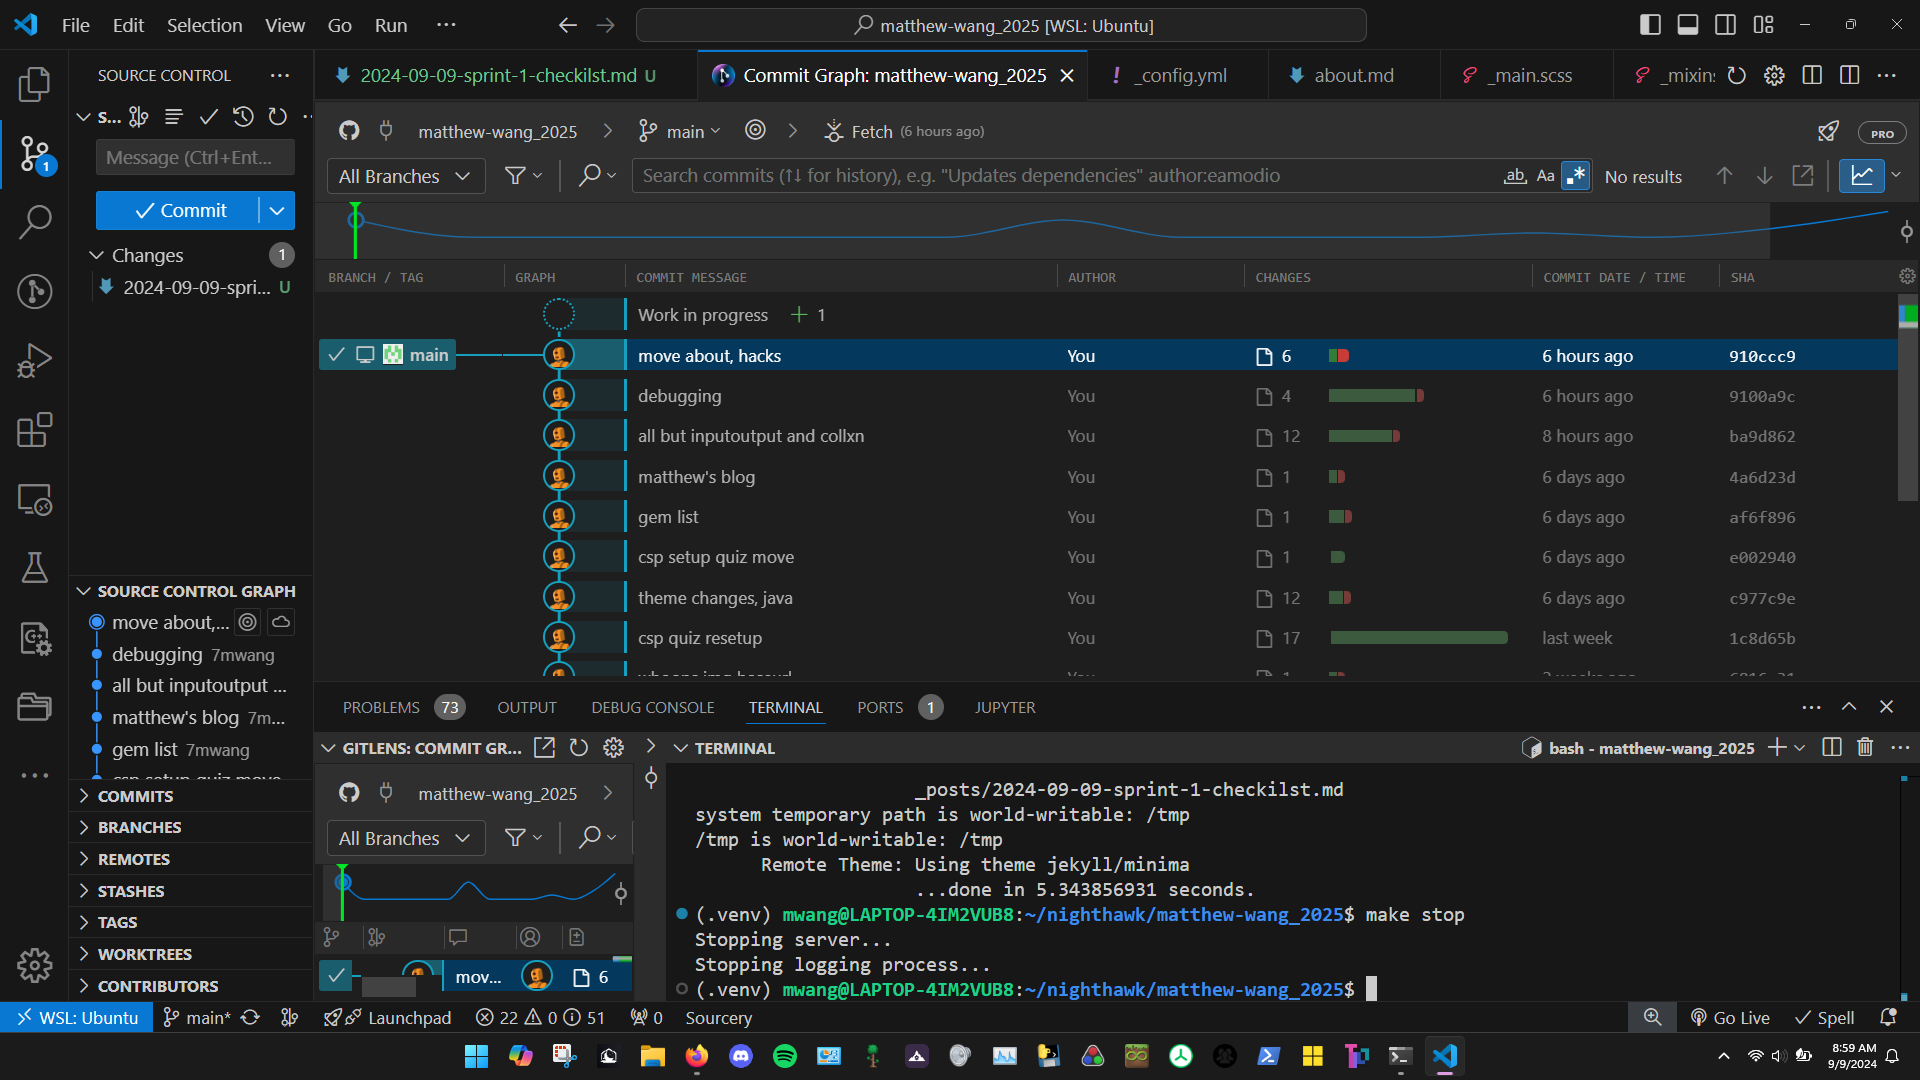 File Edit Selection View Go Run ··· matthew-wang_2025 [WSL: Ubuntu]
SOURCE CONTROL
2024-09-09-sprint-1-checkilst.md U
Commit Graph: matthew-wang_2025
_config.yml
about.md
_main.scss
_mixin
S...
Message (Ctrl+Ent...
Commit
Changes 1
2024-09-09-spri... U
1
matthew-wang_2025 main Fetch (6 hours ago) PRO
All Branches Search commits (↑↓ for history), e.g. "Updates dependencies" author:eamodio ab Aa .* No results
BRANCH / TAG GRAPH COMMIT MESSAGE AUTHOR CHANGES COMMIT DATE / TIME SHA
Work in progress + 1
main move about, hacks You 6 6 hours ago 910ccc9
debugging You 4 6 hours ago 9100a9c
all but inputoutput and collxn You 12 8 hours ago ba9d862
matthew's blog You 1 6 days ago 4a6d23d
gem list You 1 6 days ago af6f896
csp setup quiz move You 1 6 days ago e002940
theme changes, java You 12 6 days ago c977c9e
csp quiz resetup You 17 last week 1c8d65b
SOURCE CONTROL GRAPH
move about,...
debugging 7mwang
all but inputoutput ...
matthew's blog 7m...
gem list 7mwang
csp setup quiz move
COMMITS
BRANCHES
REMOTES
STASHES
TAGS
WORKTREES
CONTRIBUTORS
PROBLEMS 73 OUTPUT DEBUG CONSOLE TERMINAL PORTS 1 JUPYTER
GITLENS: COMMIT GR...
matthew-wang_2025
All Branches
mov... 6
TERMINAL bash - matthew-wang_2025
_posts/2024-09-09-sprint-1-checkilst.md
system temporary path is world-writable: /tmp
/tmp is world-writable: /tmp
Remote Theme: Using theme jekyll/minima
...done in 5.343856931 seconds.
(.venv) mwang@LAPTOP-4IM2VUB8:~/nighthawk/matthew-wang_2025$ make stop
Stopping server...
Stopping logging process...
(.venv) mwang@LAPTOP-4IM2VUB8:~/nighthawk/matthew-wang_2025$
WSL: Ubuntu main* Launchpad 22 0 51 0 Sourcery Go Live Spell
8:59 AM
9/9/2024